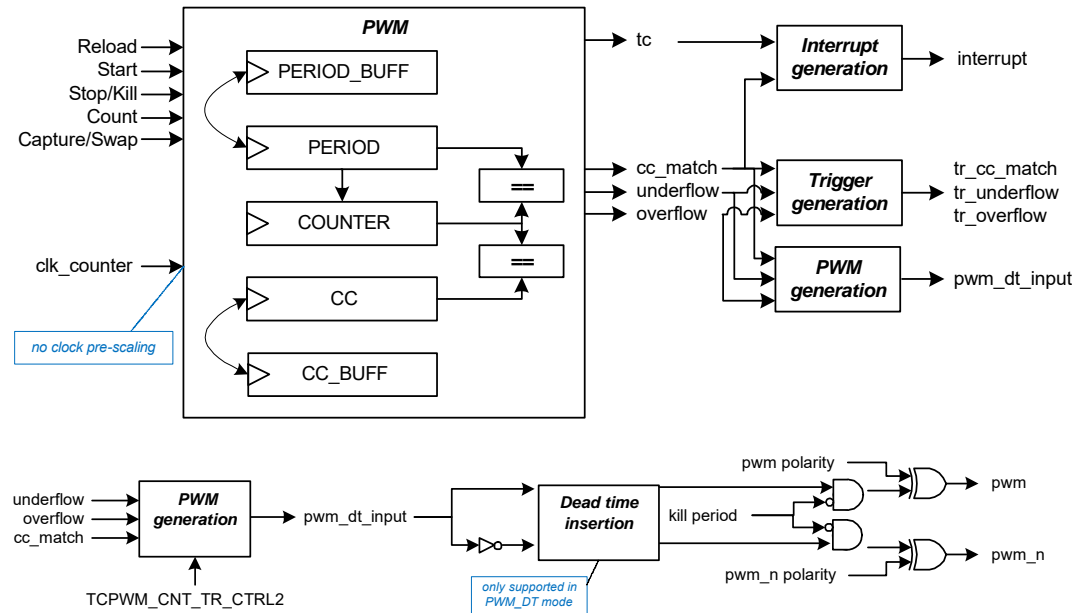 PWM
Reload
Start
Stop/Kill
Count
Capture/Swap
clk_counter
no clock pre-scaling
PERIOD_BUFF
PERIOD
COUNTER
CC
CC_BUFF
==
==
tc
cc_match
underflow
overflow
Interrupt
generation
interrupt
Trigger
generation
tr_cc_match
tr_underflow
tr_overflow
PWM
generation
pwm_dt_input
underflow
overflow
cc_match
PWM
generation
TCPWM_CNT_TR_CTRL2
pwm_dt_input
Dead time
insertion
only supported in
PWM_DT mode
pwm polarity
kill period
pwm_n polarity
pwm
pwm_n